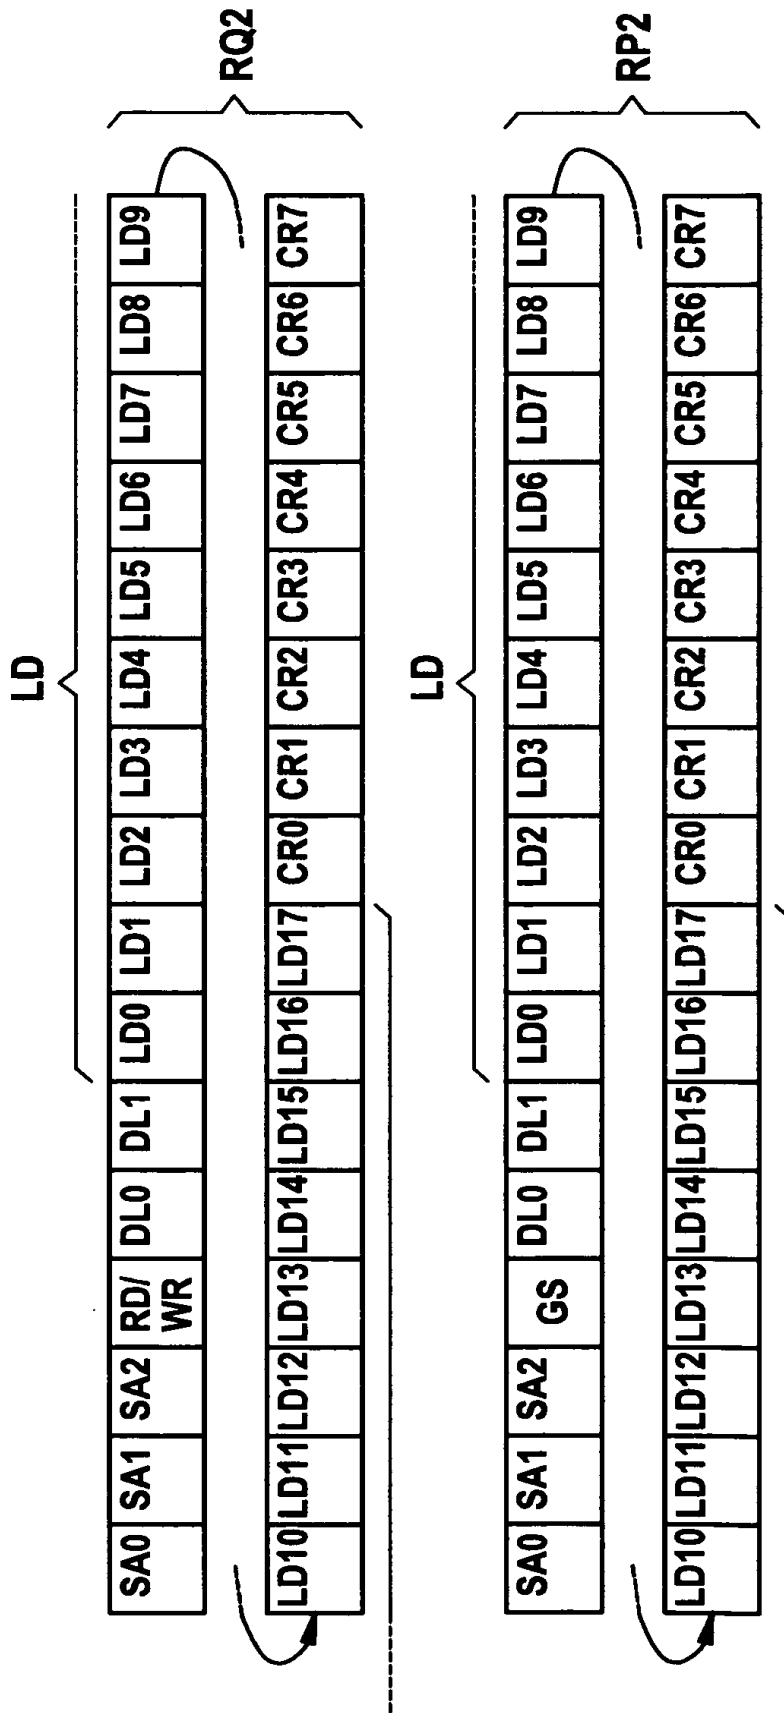 LD
SA0 SA1 SA2 RD/ DL0 DL1 LD0 LD1 LD2 LD3 LD4 LD5 LD6 LD7 LD8 LD9
WR
RQ2
LD10 LD11 LD12 LD13 LD14 LD15 LD16 LD17 CR0 CR1 CR2 CR3 CR4 CR5 CR6 CR7
LD
SA0 SA1 SA2 GS DL0 DL1 LD0 LD1 LD2 LD3 LD4 LD5 LD6 LD7 LD8 LD9
RP2
LD10 LD11 LD12 LD13 LD14 LD15 LD16 LD17 CR0 CR1 CR2 CR3 CR4 CR5 CR6 CR7